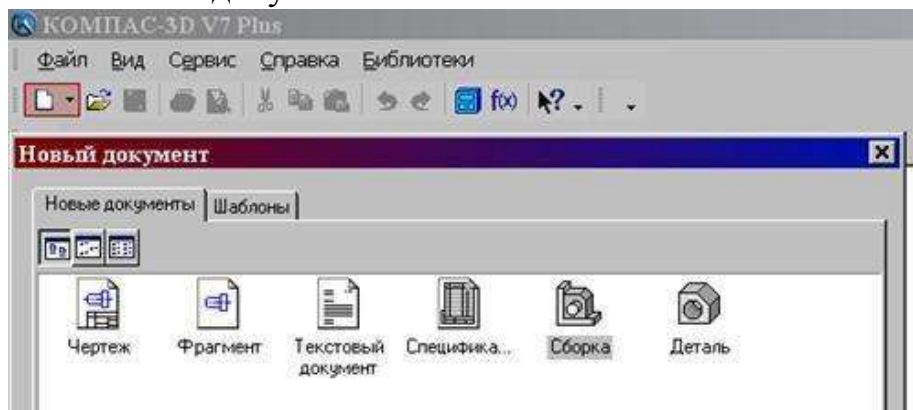 КОМПАС-3D V7 Plus
Файл Вид Сервис Справка Библиотеки
f(x)
Новый документ
Новые документы Шаблоны
Чертеж Фрагмент Текстовый документ Специфика... Сборка Деталь